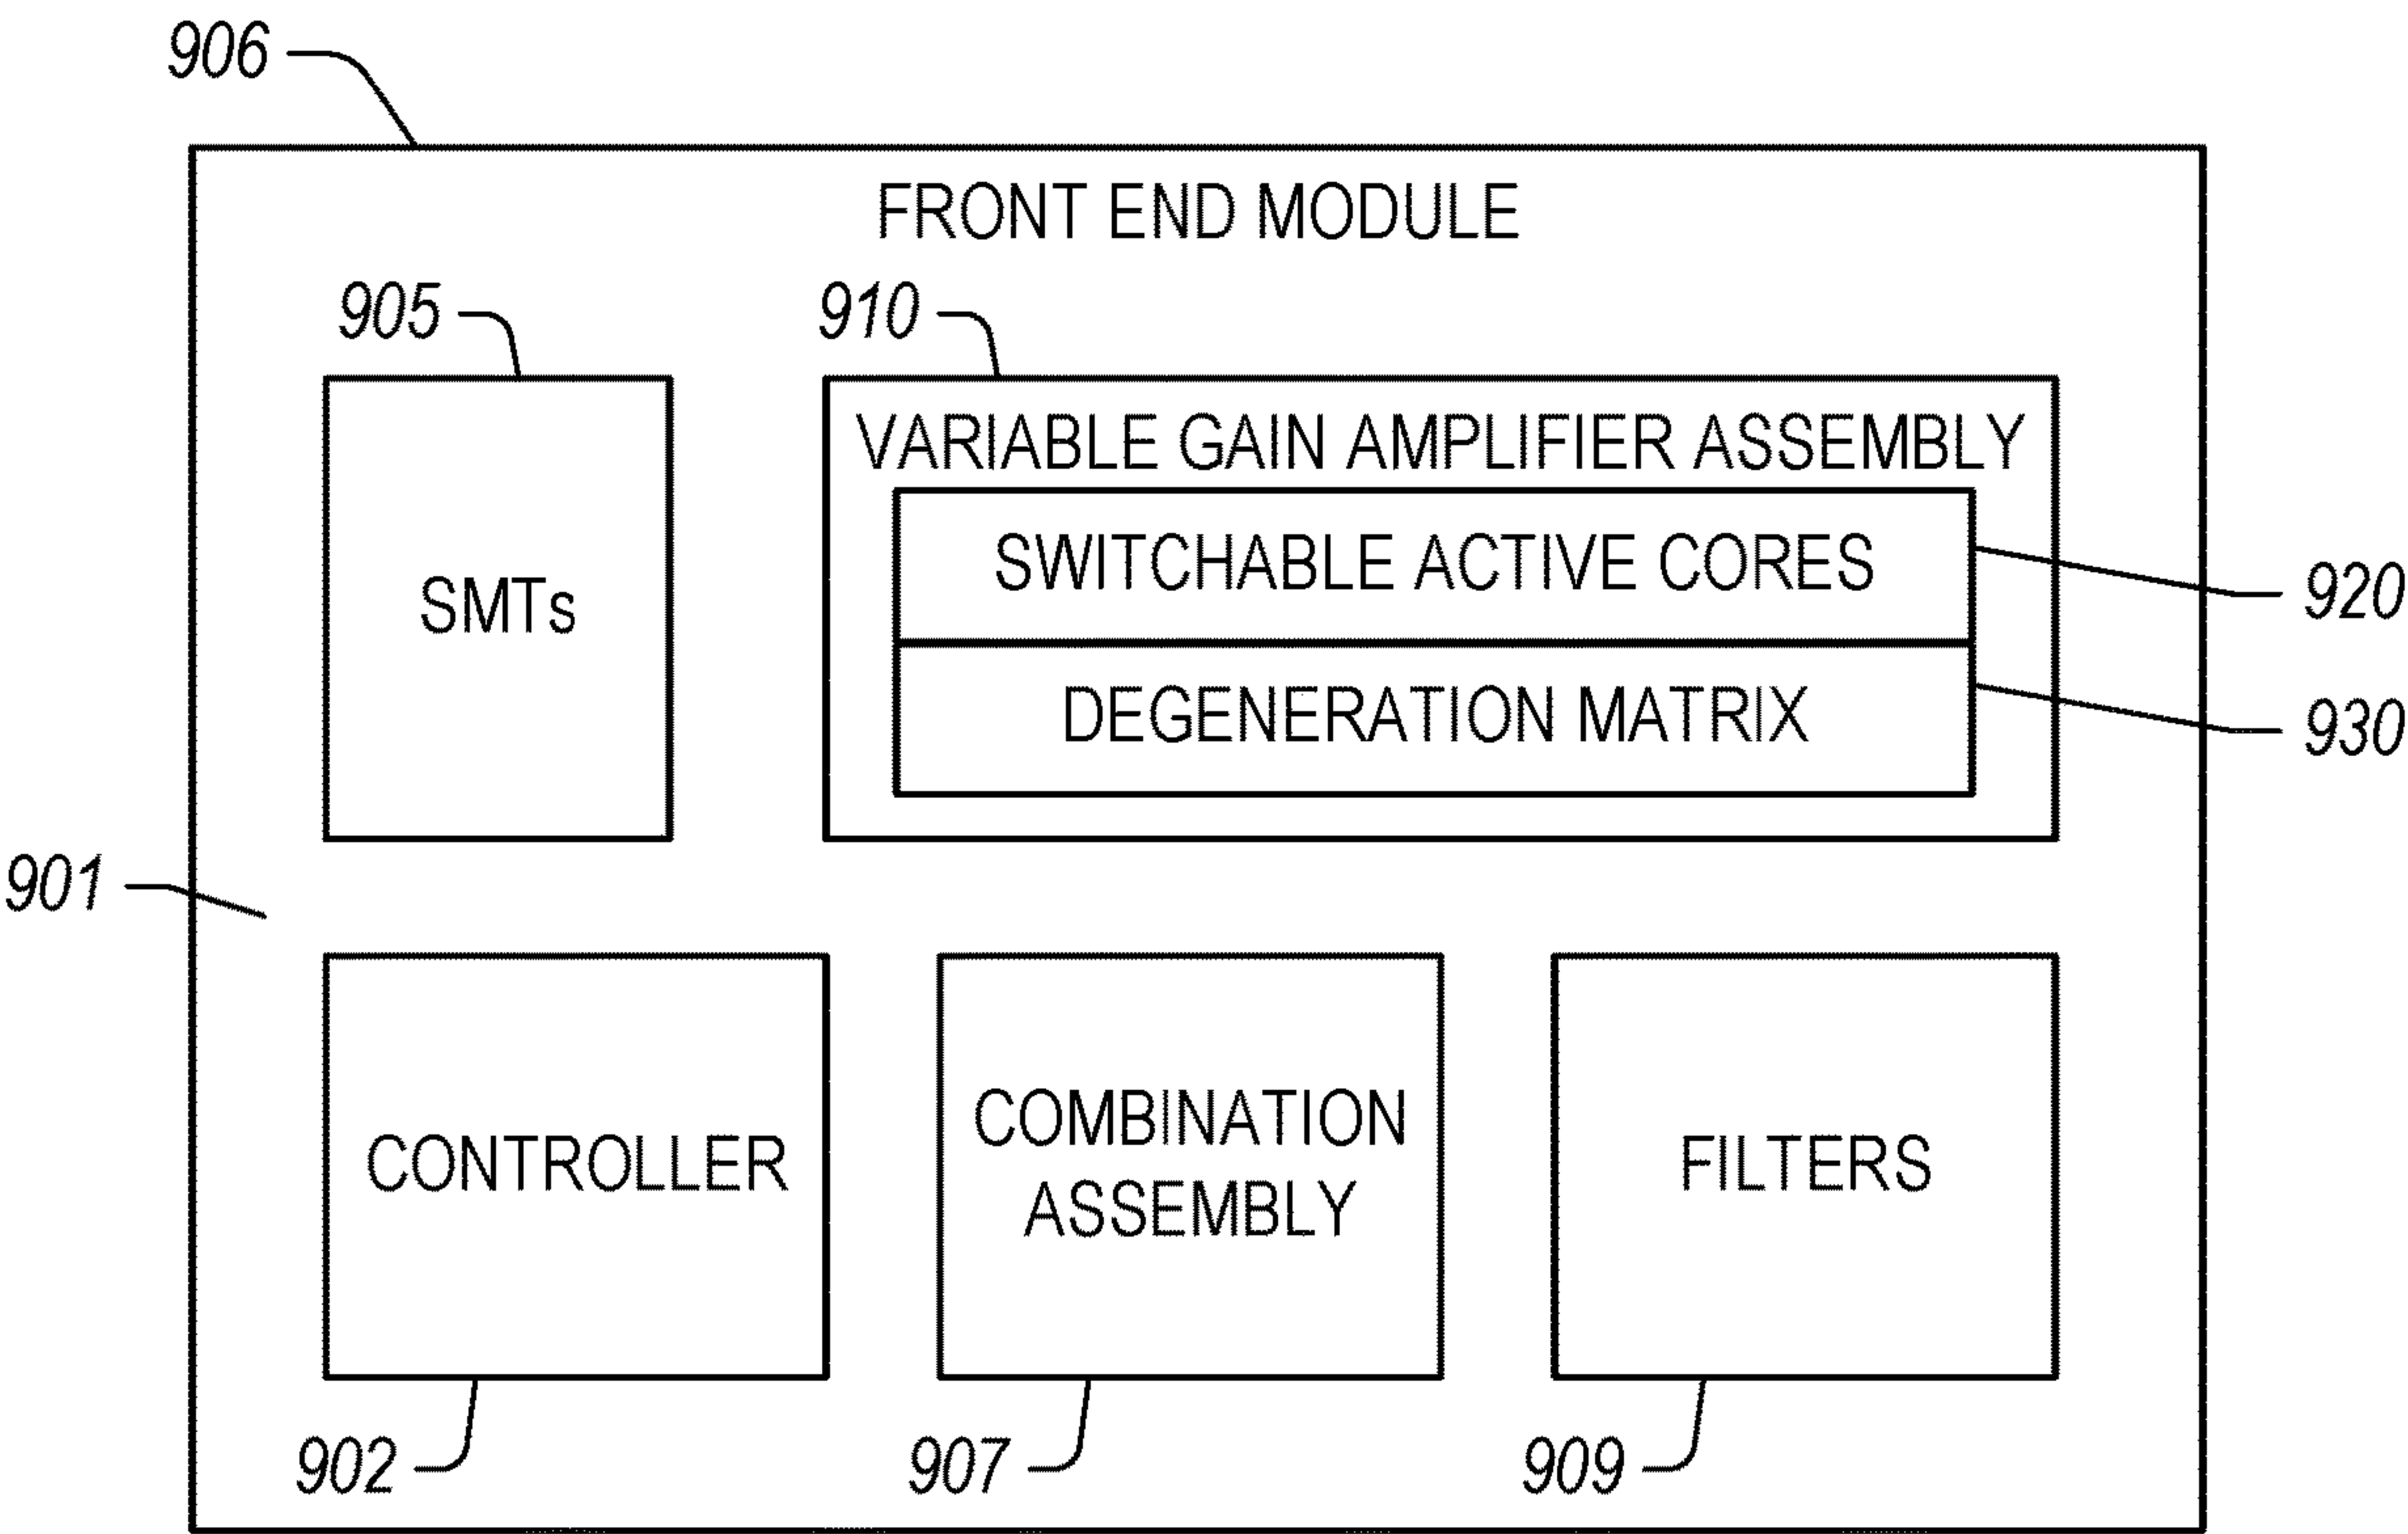 906
FRONT END MODULE
905
910
VARIABLE GAIN AMPLIFIER ASSEMBLY
SMTs
SWITCHABLE ACTIVE CORES
920
DEGENERATION MATRIX
930
901
CONTROLLER
COMBINATION
ASSEMBLY
FILTERS
902
907
909